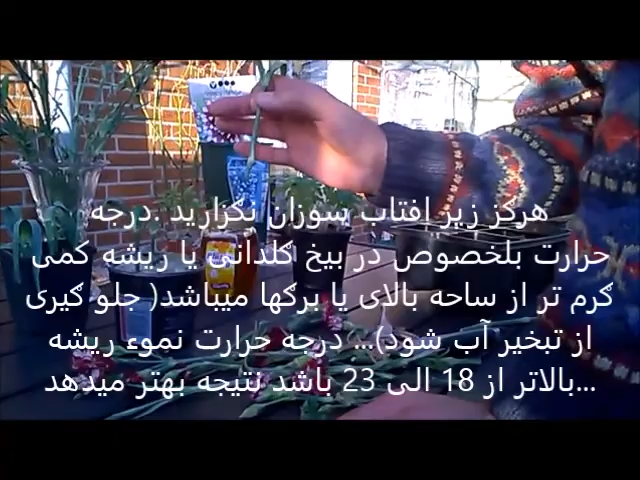 هرگز زیر افتاب سوزان نگزارید .درجه
حرارت بلخصوص در بیخ گلدانی یا ریشه کمی
گرم تر از ساحه بالای یا برگها میباشد( جلو گیری
از تبخیر آب شود)... درجه حرارت نموء ریشه
بالاتر از 18 الی 23 باشد نتیجه بهتر میدهد...